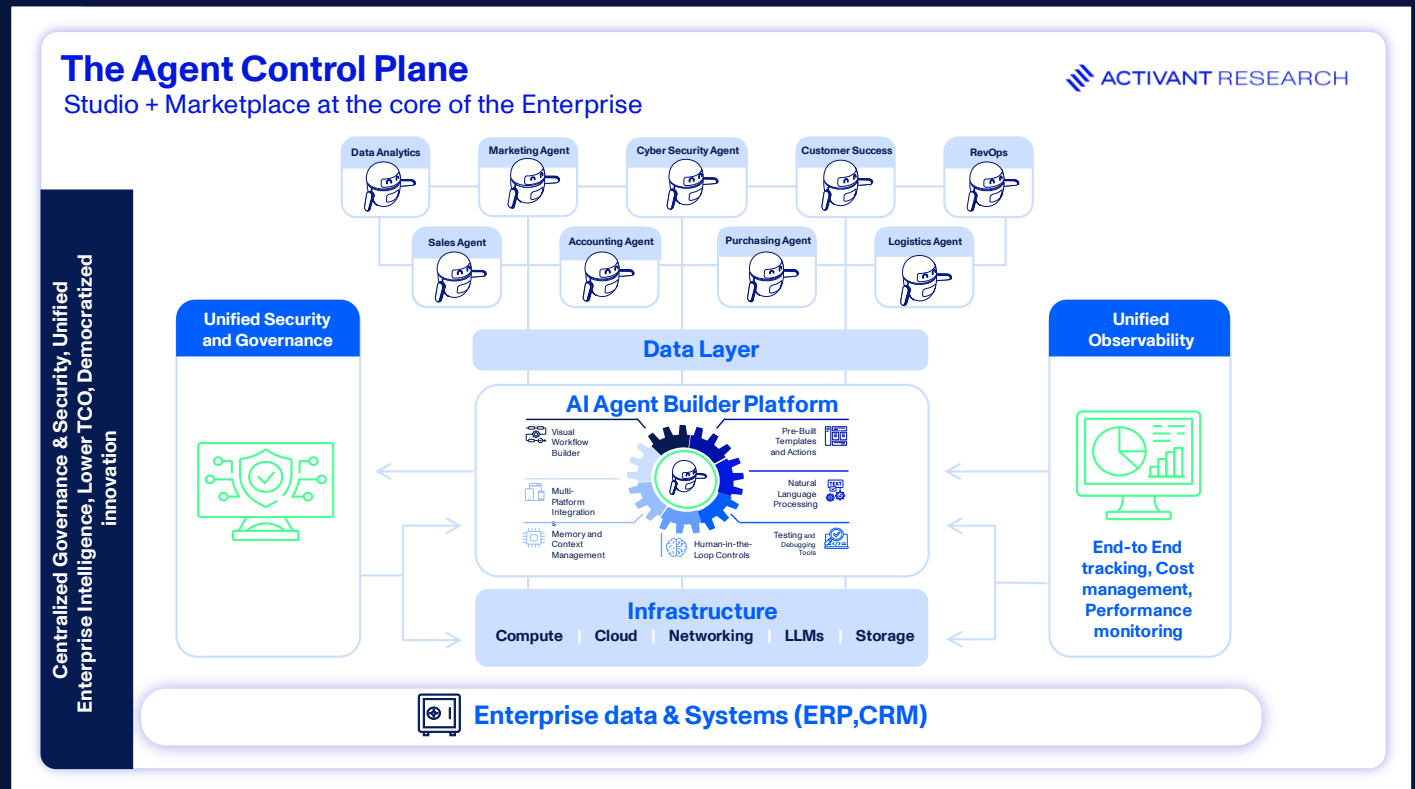 The Agent Control Plane
Studio + Marketplace at the core of the Enterprise
ACTIVANT RESEARCH
Data Analytics
Marketing Agent
Cyber Security Agent
Customer Success
RevOps
Sales Agent
Accounting Agent
Purchasing Agent
Logistics Agent
Centralized Governance & Security, Unified
Enterprise Intelligence, Lower TCO, Democratized
innovation
Unified Security
and Governance
Data Layer
AI Agent Builder Platform
Visual
Workflow
Builder
Multi-
Platform
Integration
s
Memory and
Context
Management
Human-in-the-
Loop Controls
Pre-Built
Templates
and Actions
Natural
Language
Processing
TEXT
Testing and
Debugging
Tools
Infrastructure
Compute | Cloud | Networking | LLMs | Storage
Unified
Observability
End-to End
tracking, Cost
management,
Performance
monitoring
Enterprise data & Systems (ERP,CRM)